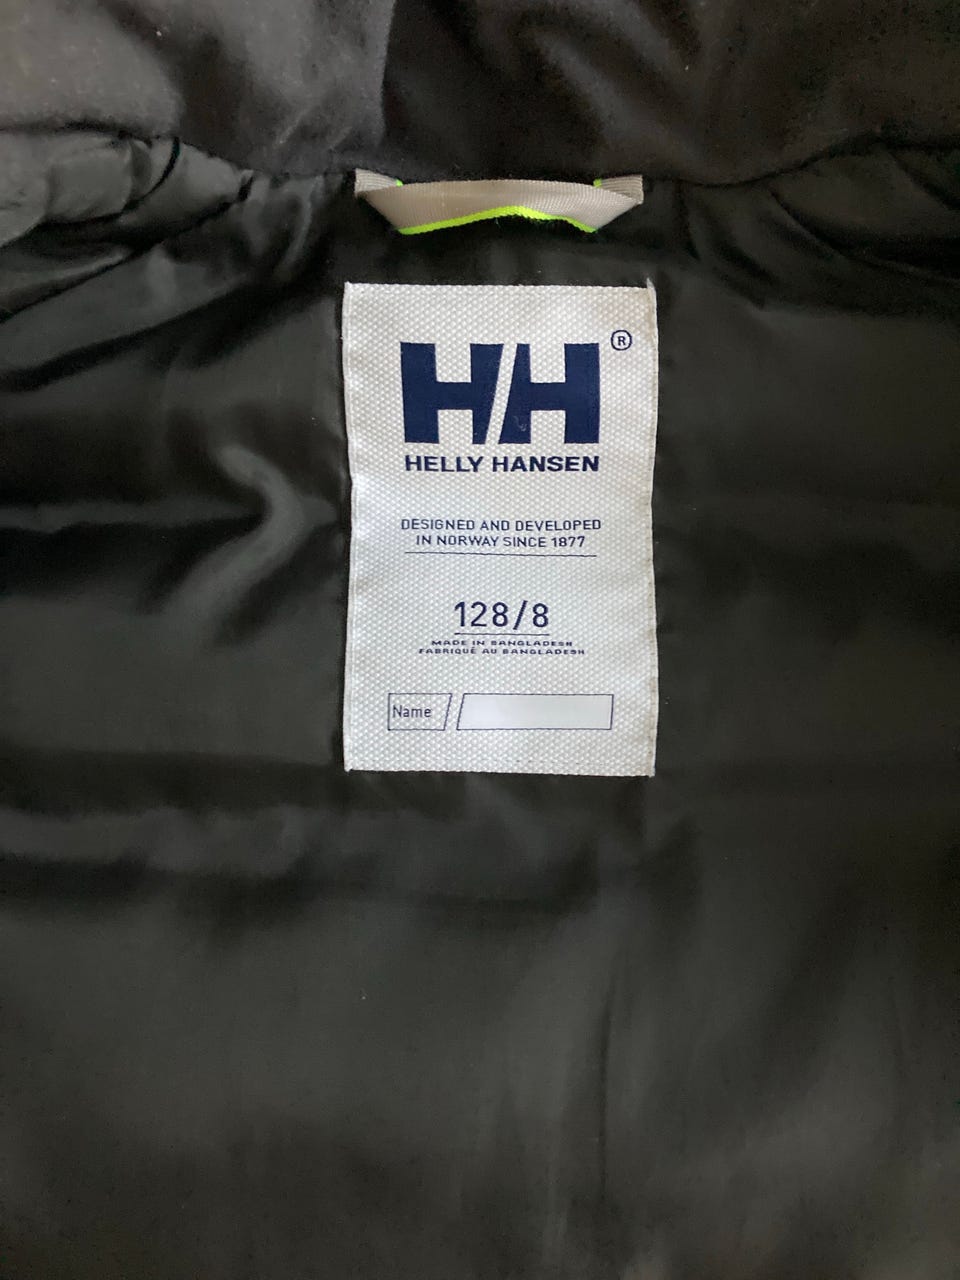 HH®
HELLY HANSEN
DESIGNED AND DEVELOPED
IN NORWAY SINCE 1877
128/8
MADE IN BANGLADESH
FABRIQUÉ AU BANGLADESH
Name